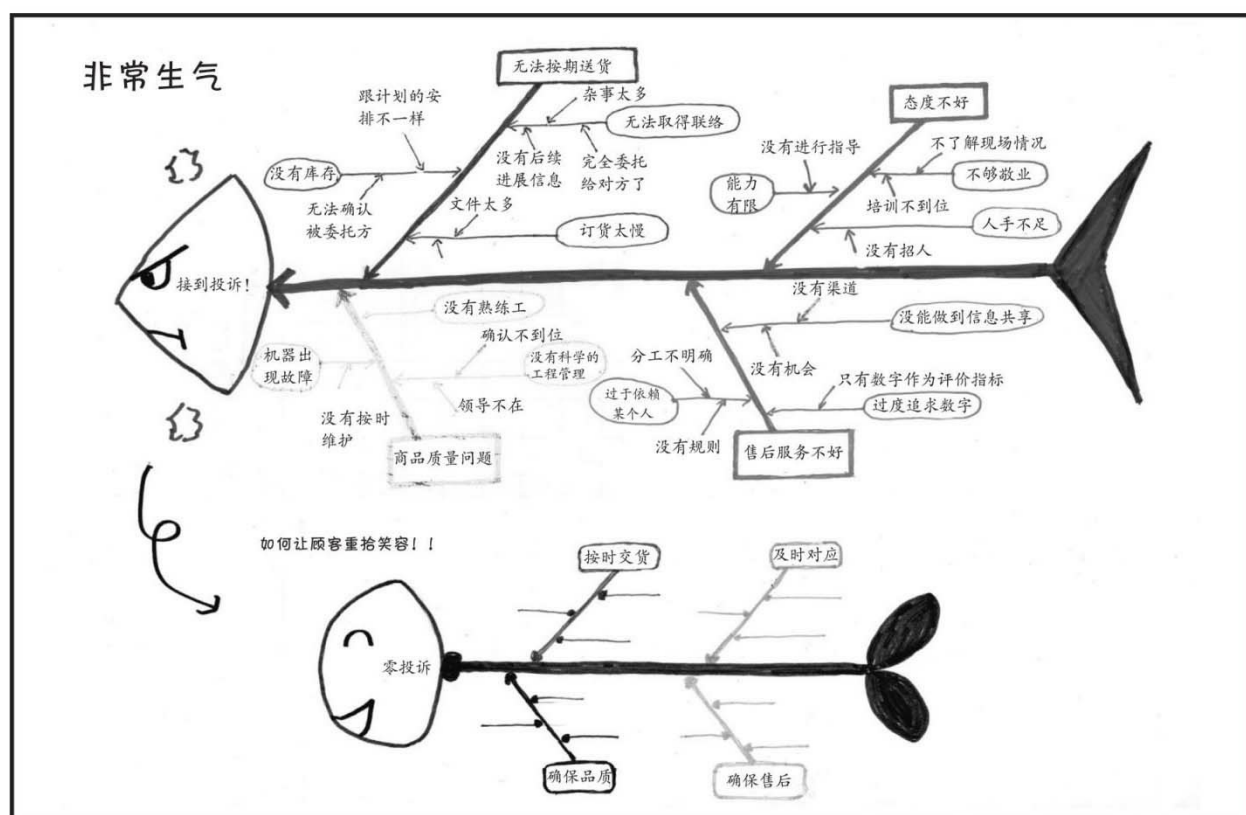 非常生气
无法按期送货
跟计划的安
排不一样
杂事太多
无法取得联络
没有库存
没有后续
进展信息
完全委托
给对方了
无法确认
被委托方
文件太多
订货太慢
态度不好
没有进行指导
不了解现场情况
能力
有限
不够敬业
培训不到位
人手不足
没有招人
接到投诉!
没有熟练工
确认不到位
机器出
现故障
没有科学的
工程管理
领导不在
没有按时
维护
商品质量问题
没有渠道
没能做到信息共享
分工不明确
没有机会
只有数字作为评价指标
过于依赖
某个人
过度追求数字
没有规则
售后服务不好
如何让顾客重拾笑容!!
按时交货
及时对应
零投诉
确保品质
确保售后